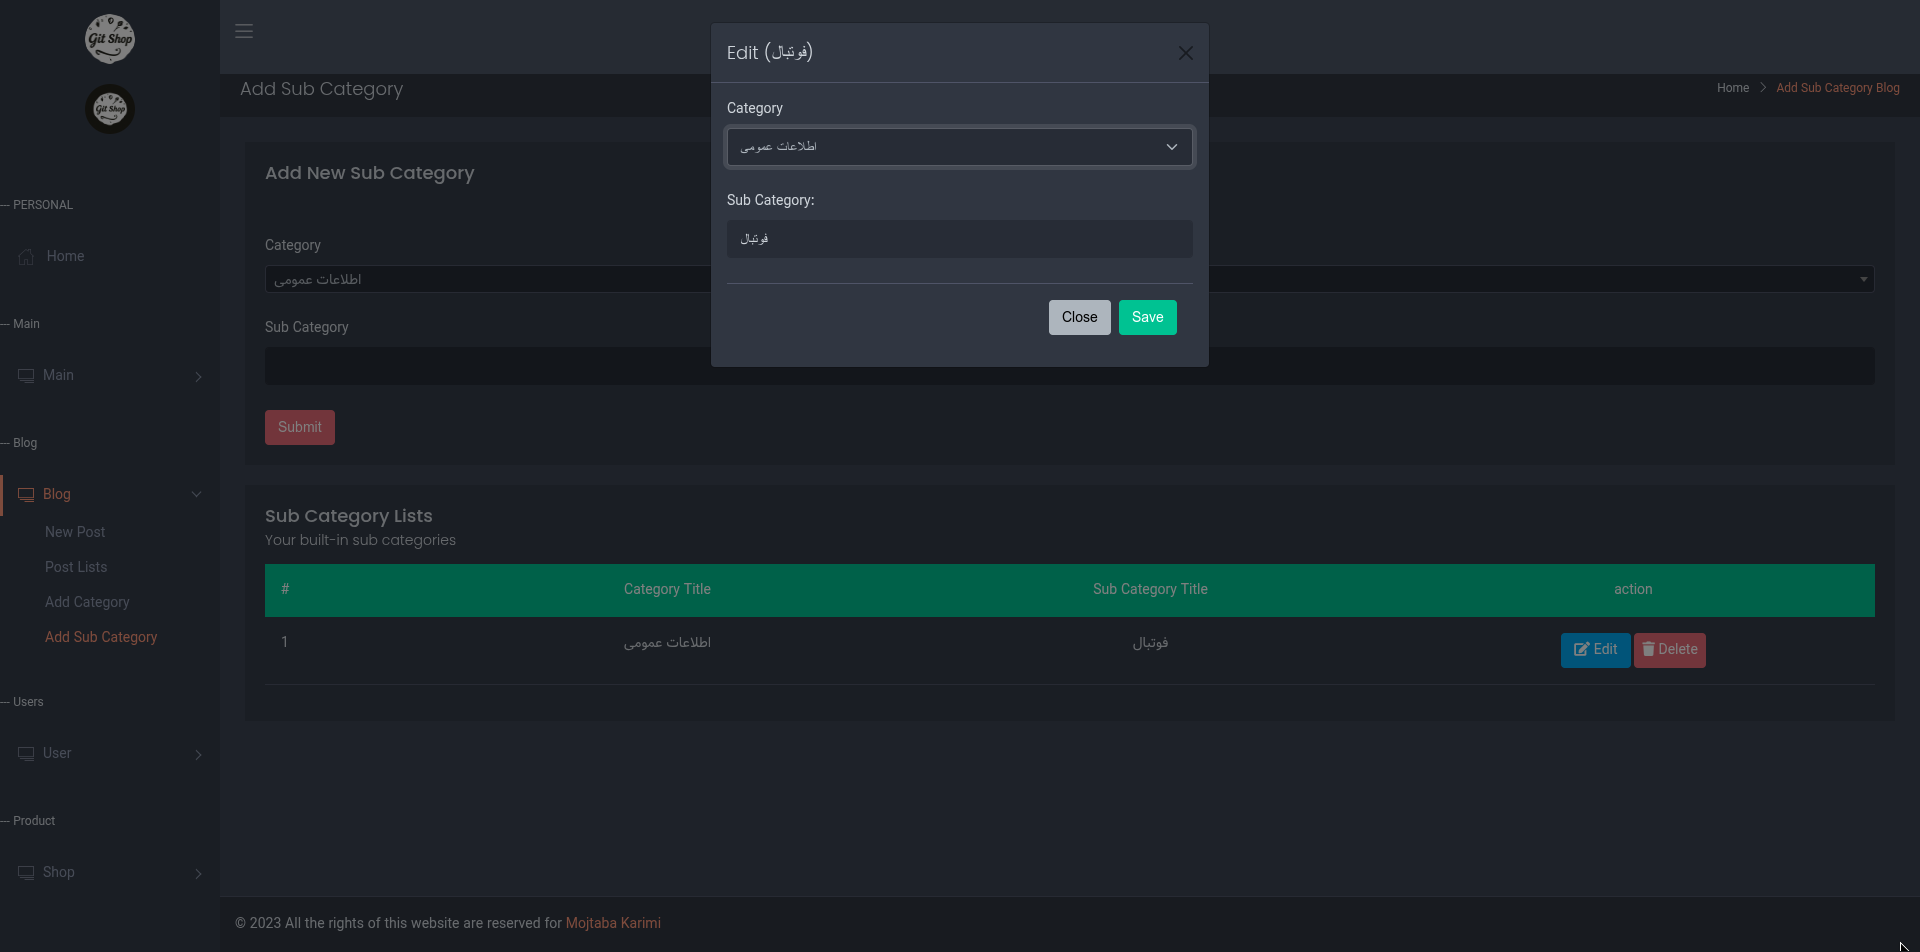 Git Shop
Git Shop
--- PERSONAL
Home
--- Main
Main
--- Blog
Blog
New Post
Post Lists
Add Category
Add Sub Category
--- Users
User
--- Product
Shop
Add Sub Category
Home > Add Sub Category Blog
Edit (فوتبال)
Category
اطلاعات عمومی
Sub Category:
فوتبال
Close Save
Add New Sub Category
Category
اطلاعات عمومی
Sub Category
Submit
Sub Category Lists
Your built-in sub categories
# Category Title Sub Category Title action
1 اطلاعات عمومی فوتبال Edit Delete
© 2023 All the rights of this website are reserved for Mojtaba Karimi